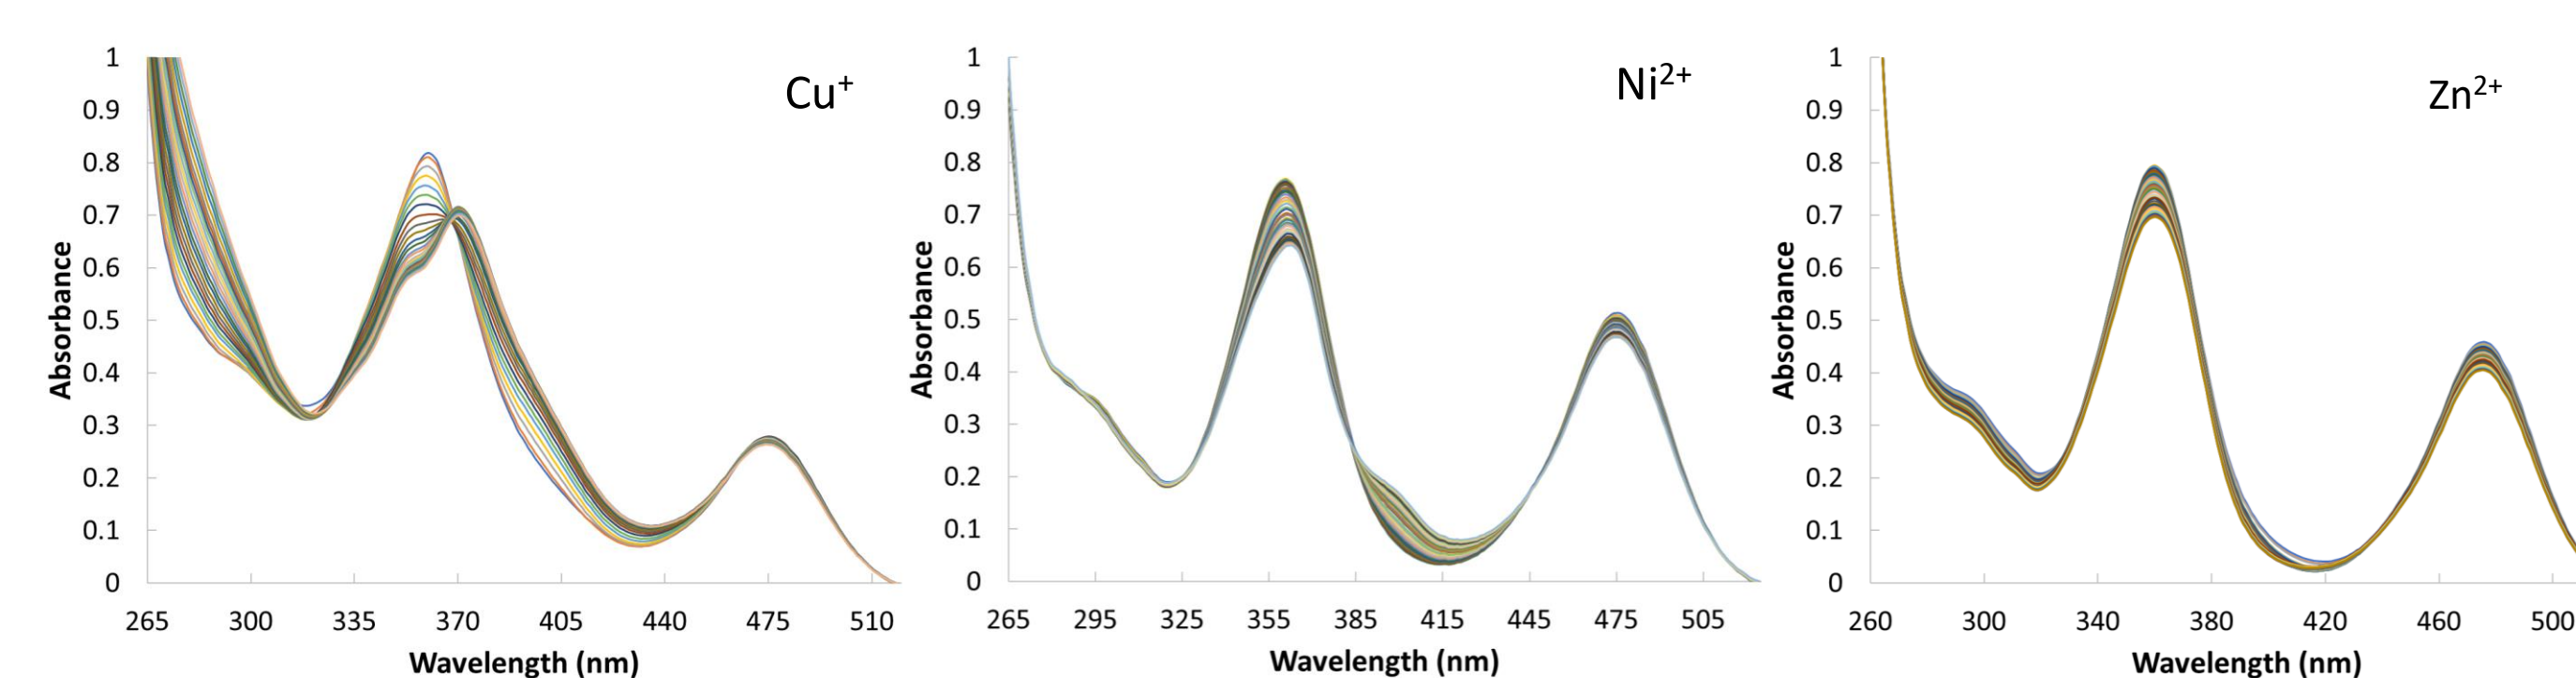 Cu⁺
1
0.9
0.8
0.7
0.6
0.5
0.4
0.3
0.2
0.1
0
Absorbance
265 300 335 370 405 440 475 510
Wavelength (nm)
Ni²⁺
1
0.9
0.8
0.7
0.6
0.5
0.4
0.3
0.2
0.1
0
Absorbance
265 295 325 355 385 415 445 475 505
Wavelength (nm)
Zn²⁺
1
0.9
0.8
0.7
0.6
0.5
0.4
0.3
0.2
0.1
0
Absorbance
260 300 340 380 420 460 500
Wavelength (nm)